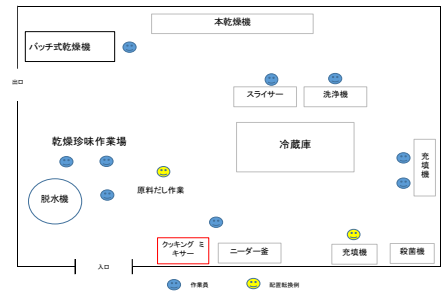 本乾燥機
バッチ式乾燥機
出口
スライサー
洗浄機
乾燥珍味作業場
冷蔵庫
充
填
機
原料だし作業
脱水機
クッキング ミ
キサー
ニーダー釜
充填機
殺菌機
入口
作業員
配置転換例